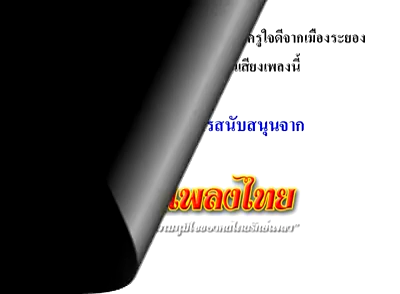 ครูใจดีจากเมืองระยอง
เสียงเพลงนี้
สนับสนุนจาก
เพลงไทย